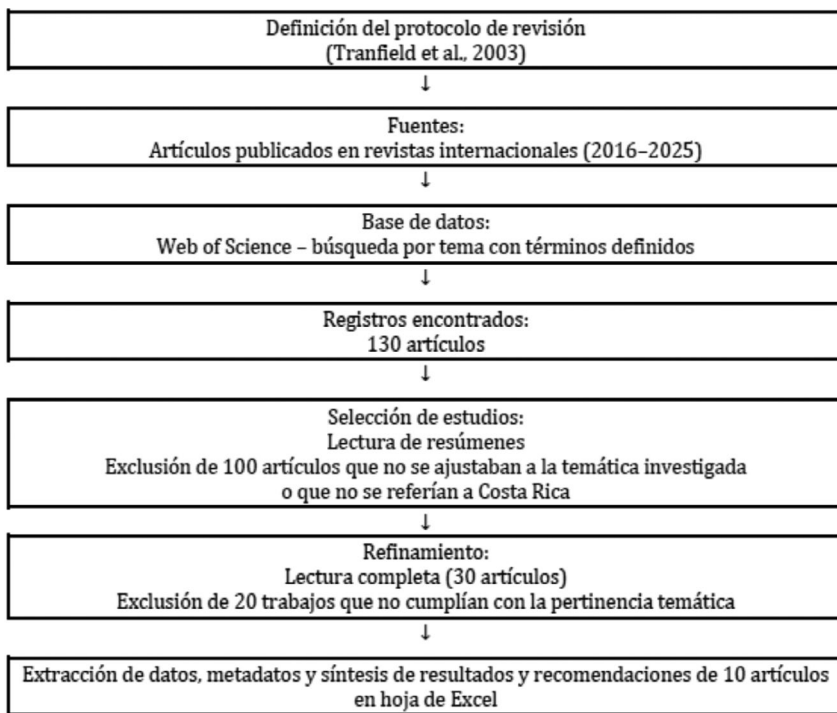 Definición del protocolo de revisión
(Tranfield et al., 2003)
↓
Fuentes:
Artículos publicados en revistas internacionales (2016–2025)
↓
Base de datos:
Web of Science – búsqueda por tema con términos definidos
↓
Registros encontrados:
130 artículos
↓
Selección de estudios:
Lectura de resúmenes
Exclusión de 100 artículos que no se ajustaban a la temática investigada
o que no se referían a Costa Rica
↓
Refinamiento:
Lectura completa (30 artículos)
Exclusión de 20 trabajos que no cumplían con la pertinencia temática
↓
Extracción de datos, metadatos y síntesis de resultados y recomendaciones de 10 artículos
en hoja de Excel